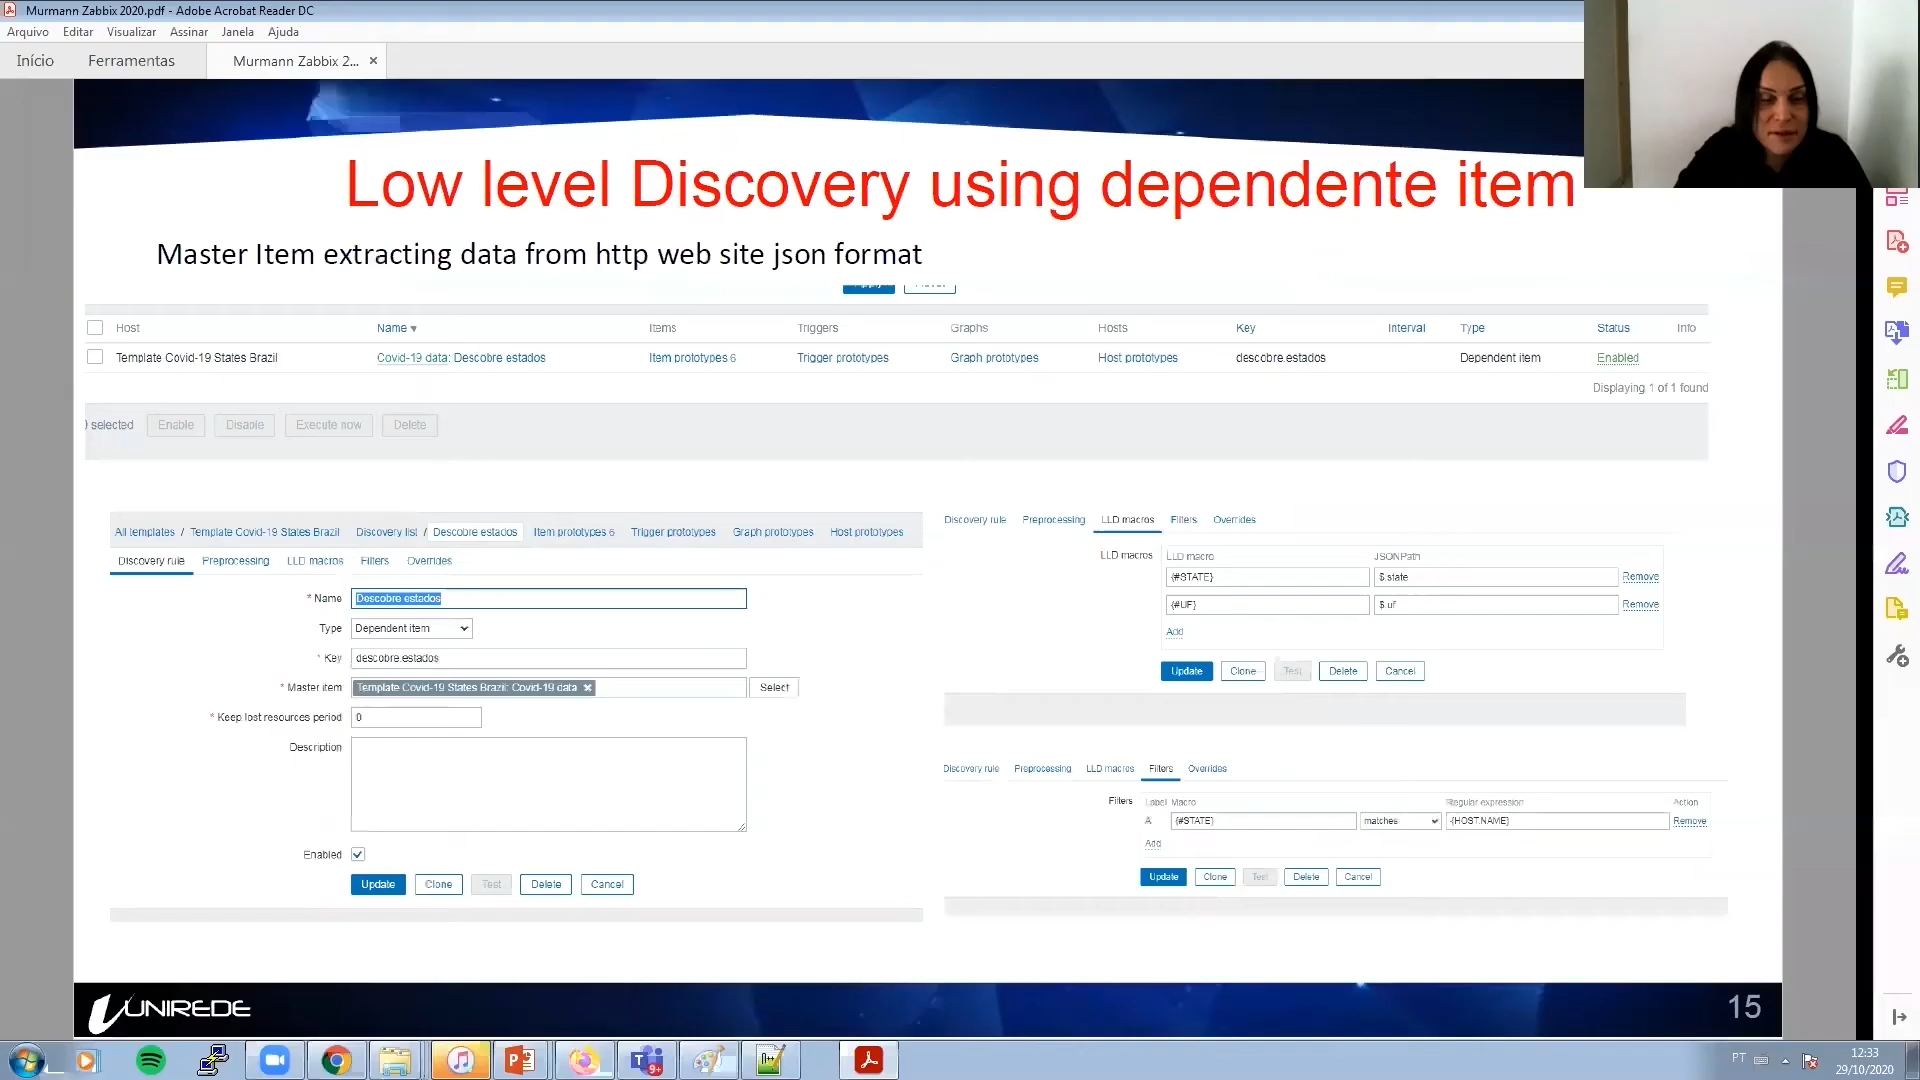 Murmann Zabbix 2020.pdf - Adobe Acrobat Reader DC
Arquivo Editar Visualizar Assinar Janela Ajuda
Início Ferramentas Murmann Zabbix 2... ×
Low level Discovery using dependente item
Master Item extracting data from http web site json format
Host Name ▼ Items Triggers Graphs Hosts Key Interval Type Status Info
Template Covid-19 States Brazil Covid-19 data: Descobre estados Item prototypes 6 Trigger prototypes Graph prototypes Host prototypes descobre.estados Dependent item Enabled
Displaying 1 of 1 found
selected Enable Disable Execute now Delete
All templates / Template Covid-19 States Brazil Discovery list / Descobre estados Item prototypes 6 Trigger prototypes Graph prototypes Host prototypes
Discovery rule Preprocessing LLD macros Filters Overrides
* Name Descobre estados
Type Dependent item
* Key descobre.estados
* Master item Template Covid-19 States Brazil: Covid-19 data × Select
* Keep lost resources period 0
Description
Enabled
Update Clone Test Delete Cancel
Discovery rule Preprocessing LLD macros Filters Overrides
LLD macros LLD macro JSONPath
{#STATE} $.state Remove
{#UF} $.uf Remove
Add
Update Clone Test Delete Cancel
Discovery rule Preprocessing LLD macros Filters Overrides
Filters Label Macro Regular expression Action
A {#STATE} matches {HOST.NAME} Remove
Add
Update Clone Test Delete Cancel
UNIREDE
15
9+
PT
12:33
29/10/2020